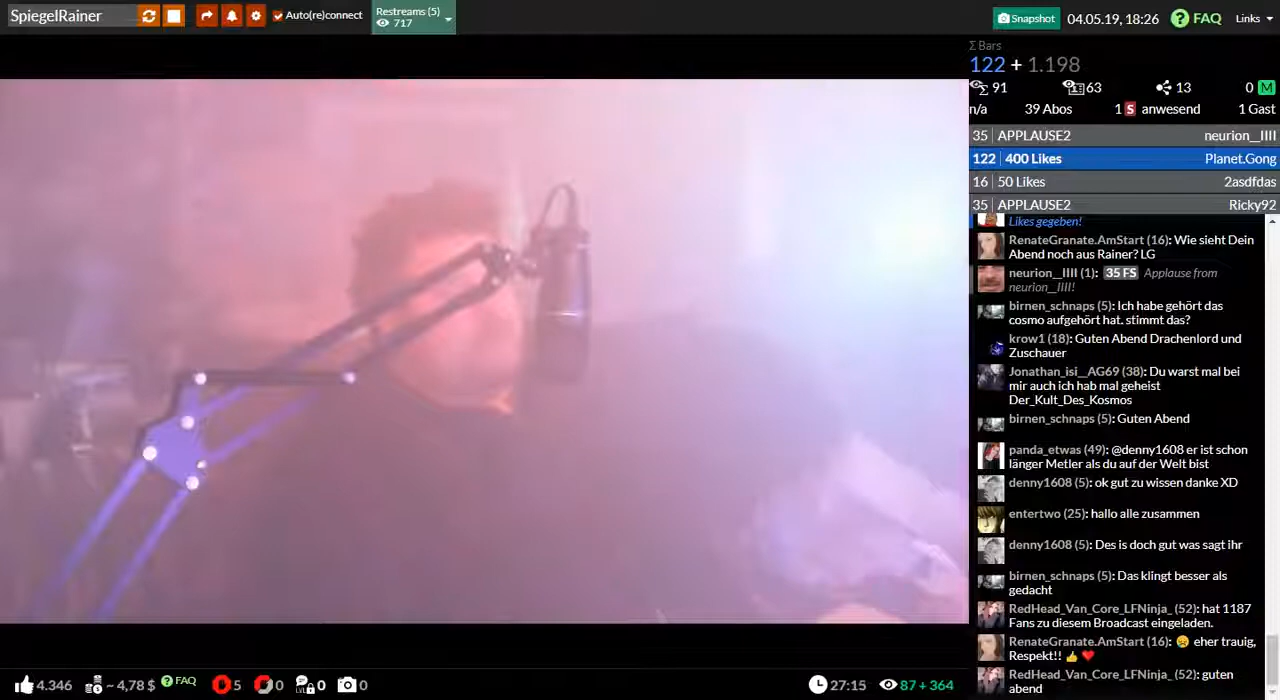 SpiegelRainer
Auto(re)connect
Restreams (5)
717
Snapshot
04.05.19, 18:26
FAQ
Links
Σ Bars
122 + 1.198
91
63
13
0 M
n/a
39 Abos
1 S anwesend
1 Gast
35 APPLAUSE2 neurion__IIII
122 400 Likes Planet.Gong
16 50 Likes 2asdfdas
35 APPLAUSE2 Ricky92
Likes gegeben!
RenateGranate.AmStart (16): Wie sieht Dein
Abend noch aus Rainer? LG
neurion__IIII (1): 35 FS Applause from
neurion__IIII!
birnen_schnaps (5): Ich habe gehört das
cosmo aufgehört hat. stimmt das?
krow1 (18): Guten Abend Drachenlord und
Zuschauer
Jonathan_isi__AG69 (38): Du warst mal bei
mir auch ich hab mal geheist
Der_Kult_Des_Kosmos
birnen_schnaps (5): Guten Abend
panda_etwas (49): @denny1608 er ist schon
länger Metler als du auf der Welt bist
denny1608 (5): ok gut zu wissen danke XD
entertwo (25): hallo alle zusammen
denny1608 (5): Des is doch gut was sagt ihr
birnen_schnaps (5): Das klingt besser als
gedacht
RedHead_Van_Core_LFNinja_ (52): hat 1187
Fans zu diesem Broadcast eingeladen.
RenateGranate.AmStart (16): 😥 eher trauig,
Respekt!! 👍 ❤️
RedHead_Van_Core_LFNinja_ (52): guten
abend
4.346
~ 4,78 $
FAQ
5
0
0
0
27:15
87 + 364